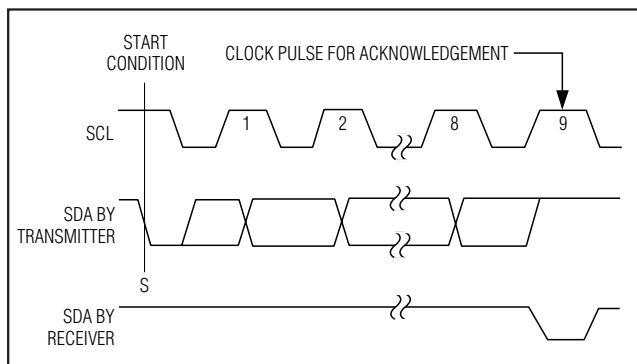 START
CONDITION
CLOCK PULSE FOR ACKNOWLEDGEMENT
SCL
1
2
8
9
SDA BY
TRANSMITTER
S
SDA BY
RECEIVER